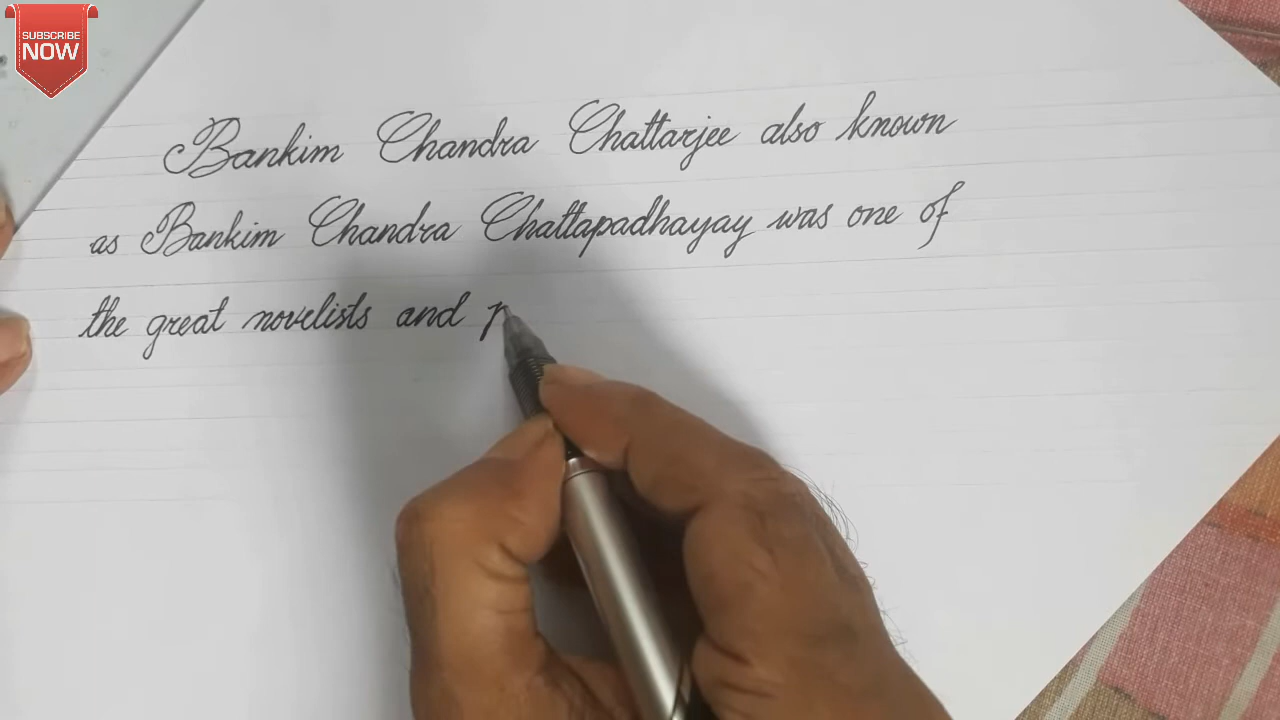 SUBSCRIBE
NOW
Bankim Chandra Chattarjee also known
as Bankim Chandra Chattapadhayay was one of
the great novelists and p